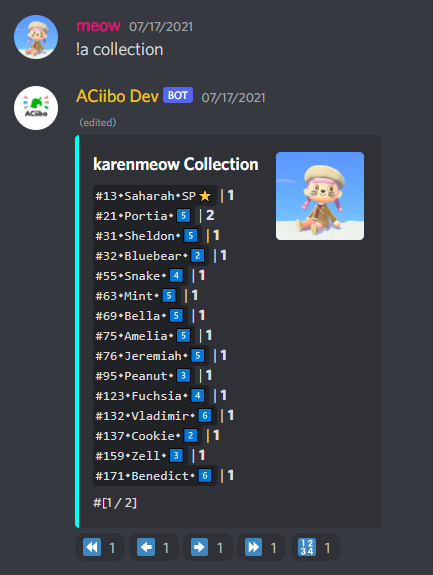 meow 07/17/2021
!a collection
ACiibo
ACiibo Dev BOT 07/17/2021
(edited)
karenmeow Collection
#13•Saharah•SP⭐ |1
#21•Portia•5 |2
#31•Sheldon•5 |1
#32•Bluebear•2 |1
#55•Snake•4 |1
#63•Mint•5 |1
#69•Bella•5 |1
#75•Amelia•5 |1
#76•Jeremiah•5 |1
#95•Peanut•3 |1
#123•Fuchsia•4 |1
#132•Vladimir•6 |1
#137•Cookie•2 |1
#159•Zell•3 |1
#171•Benedict•6 |1
#[1 / 2]
⏪ 1 ⬅️ 1 ➡️ 1 ⏩ 1 🔢 1